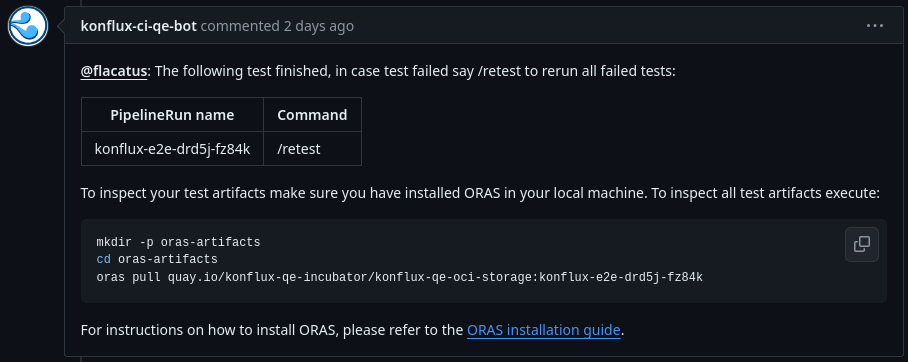 konflux-ci-qe-bot commented 2 days ago
@flacatus: The following test finished, in case test failed say /retest to rerun all failed tests:
PipelineRun name Command
konflux-e2e-drd5j-fz84k /retest
To inspect your test artifacts make sure you have installed ORAS in your local machine. To inspect all test artifacts execute:
mkdir -p oras-artifacts
cd oras-artifacts
oras pull quay.io/konflux-qe-incubator/konflux-qe-oci-storage:konflux-e2e-drd5j-fz84k
For instructions on how to install ORAS, please refer to the ORAS installation guide.